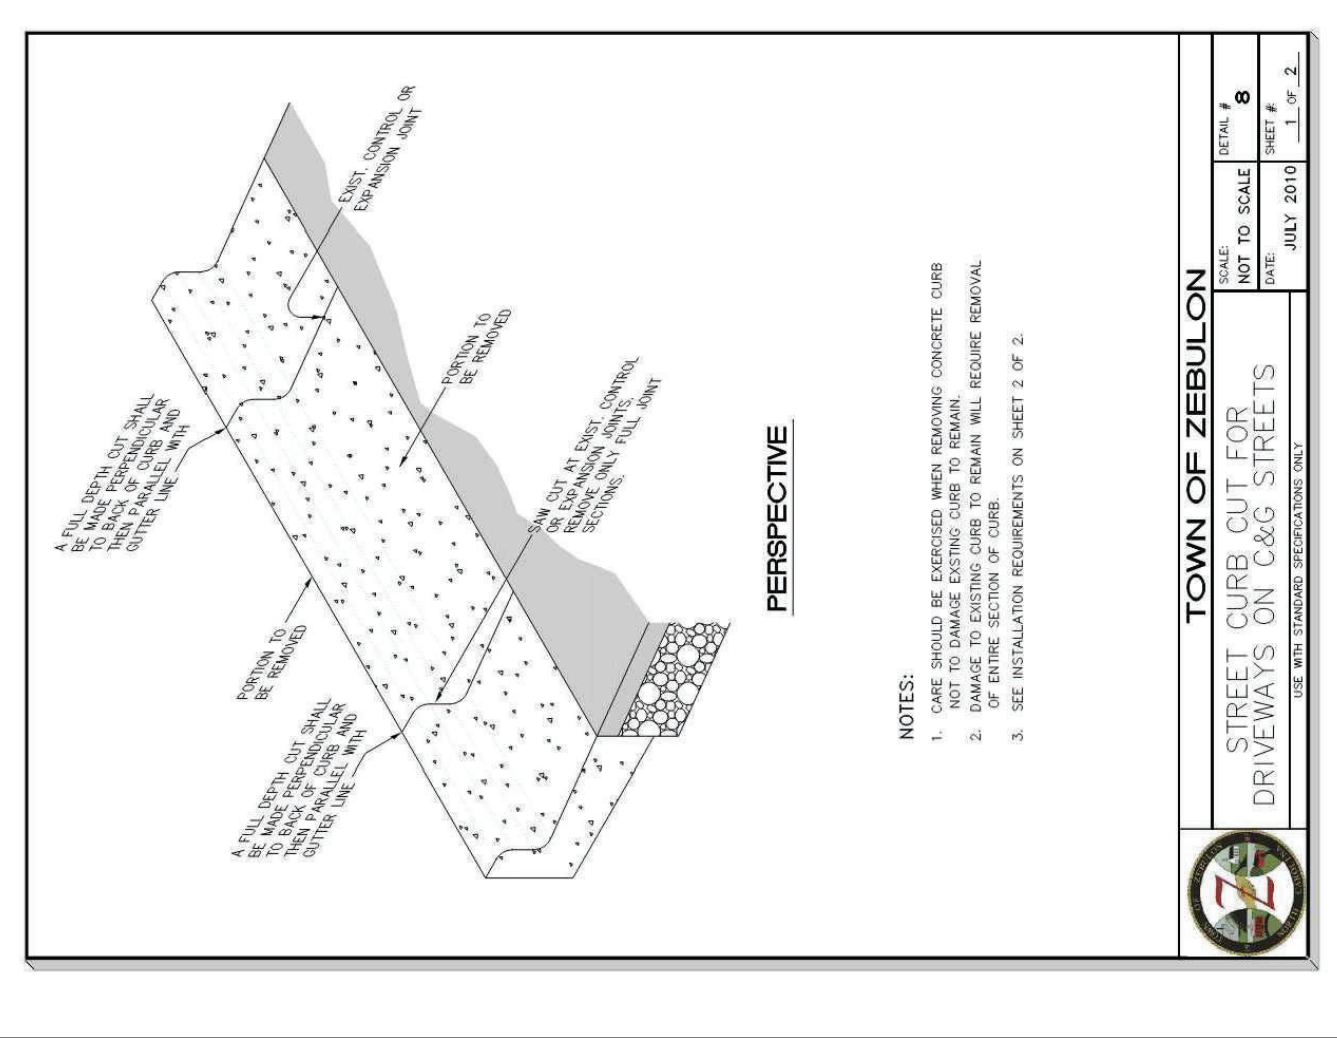 A FULL DEPTH CUT SHALL
BE MADE PERPENDICULAR
TO BACK OF CURB AND
THEN PARALLEL WITH
GUTTER LINE
EXIST. CONTROL OR
EXPANSION JOINT
PORTION TO
BE REMOVED
PORTION TO
BE REMOVED
A FULL DEPTH CUT SHALL
BE MADE PERPENDICULAR
TO BACK OF CURB AND
THEN PARALLEL WITH
GUTTER LINE
SAW CUT AT EXIST. CONTROL
OR EXPANSION JOINTS.
REMOVE ONLY FULL JOINT
SECTIONS.
PERSPECTIVE
NOTES:
1. CARE SHOULD BE EXERCISED WHEN REMOVING CONCRETE CURB
NOT TO DAMAGE EXSTING CURB TO REMAIN.
2. DAMAGE TO EXISTING CURB TO REMAIN WILL REQUIRE REMOVAL
OF ENTIRE SECTION OF CURB.
3. SEE INSTALLATION REQUIREMENTS ON SHEET 2 OF 2.
TOWN OF ZEBULON
STREET CURB CUT FOR
DRIVEWAYS ON C&G STREETS
USE WITH STANDARD SPECIFICATIONS ONLY
SCALE:
NOT TO SCALE
DETAIL #
8
DATE:
JULY 2010
SHEET #:
1 OF 2
Z